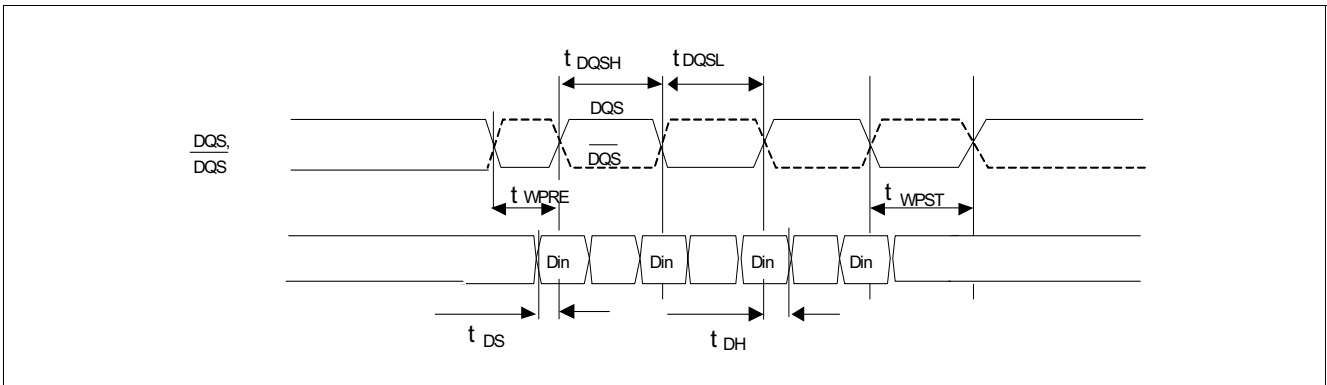 t DQSH
t DQSL
DQS
DQS,
DQS
DQS
t WPRE
t WPST
Din
Din
Din
Din
t DS
t DH